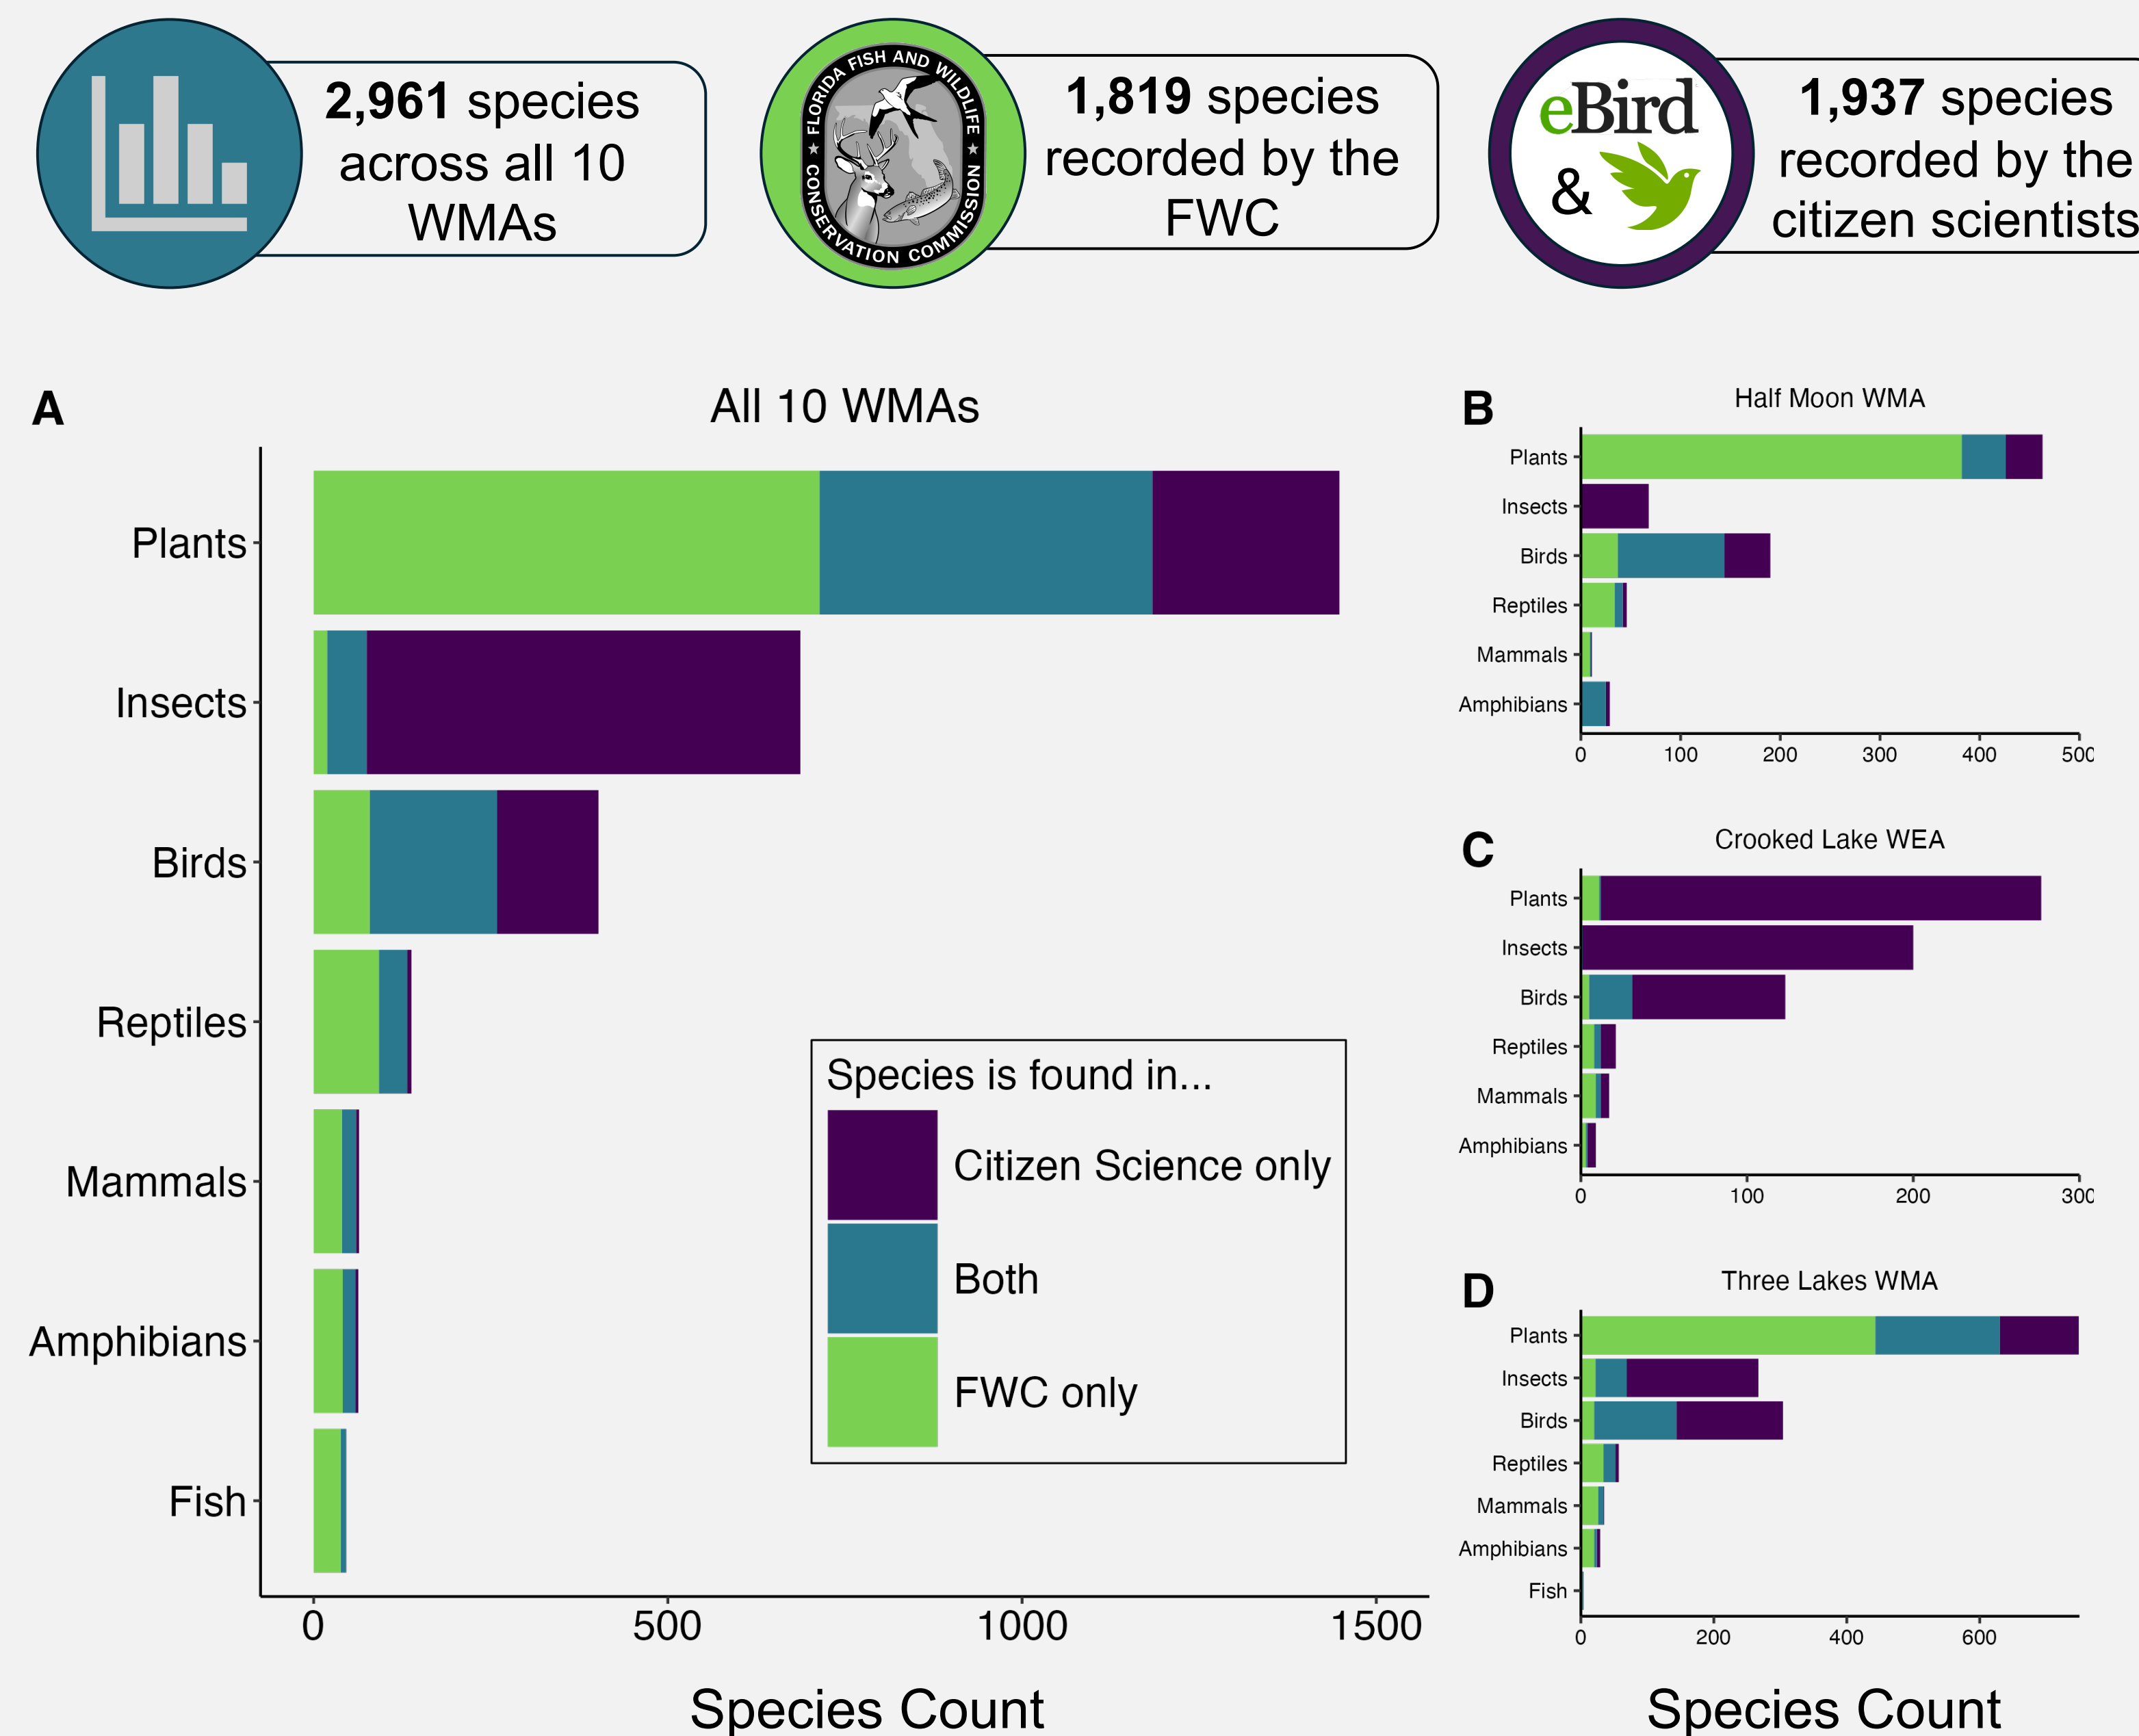 2,961 species
across all 10
WMAs
FLORIDA FISH AND WILDLIFE
CONSERVATION COMMISSION
1,819 species
recorded by the
FWC
eBird
&
1,937 species
recorded by the
citizen scientists
A
All 10 WMAs
Plants
Insects
Birds
Reptiles
Mammals
Amphibians
Fish
0 500 1000 1500
Species Count
Species is found in...
Citizen Science only
Both
FWC only
B
Half Moon WMA
Plants
Insects
Birds
Reptiles
Mammals
Amphibians
0 100 200 300 400 500
C
Crooked Lake WEA
Plants
Insects
Birds
Reptiles
Mammals
Amphibians
0 100 200 300
D
Three Lakes WMA
Plants
Insects
Birds
Reptiles
Mammals
Amphibians
Fish
0 200 400 600
Species Count